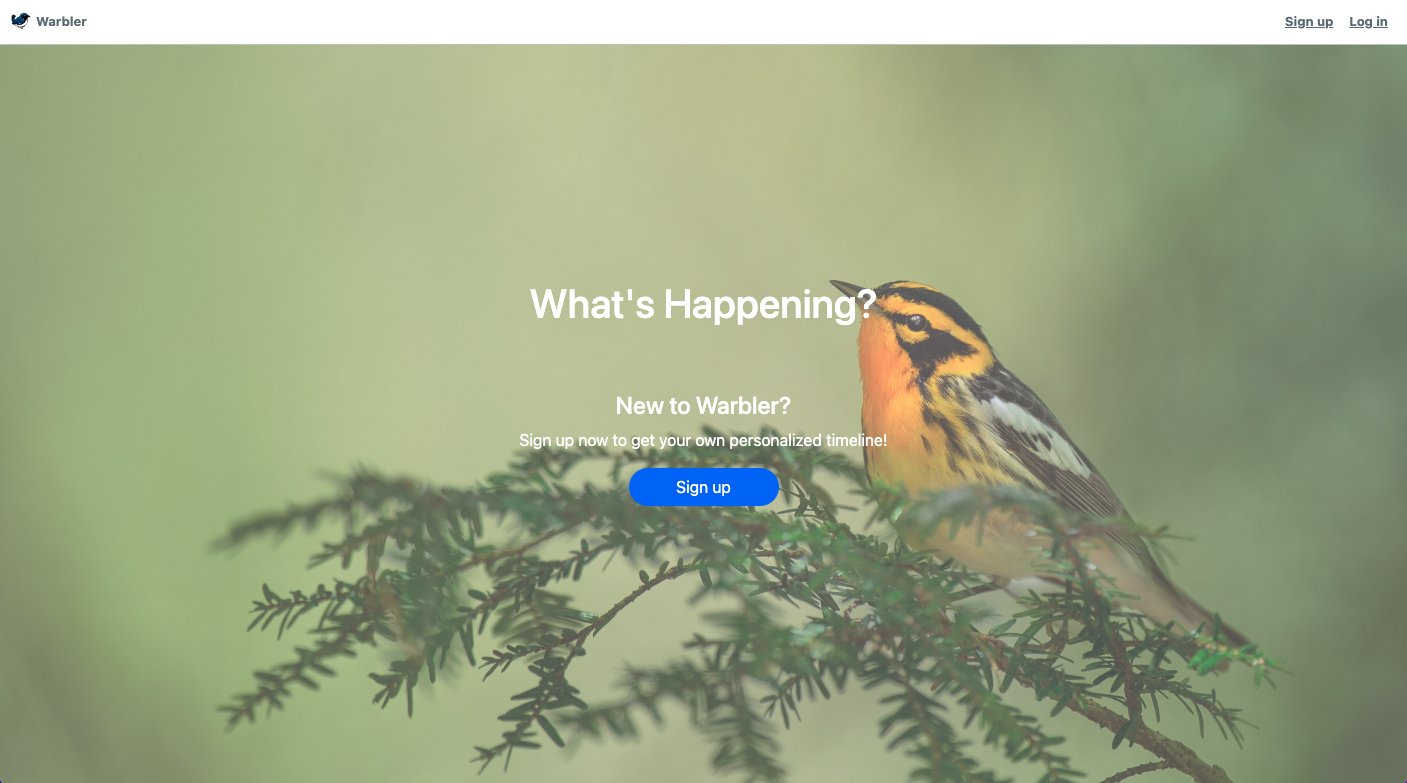 Warbler
Sign up
Log in
What's Happening?
New to Warbler?
Sign up now to get your own personalized timeline!
Sign up